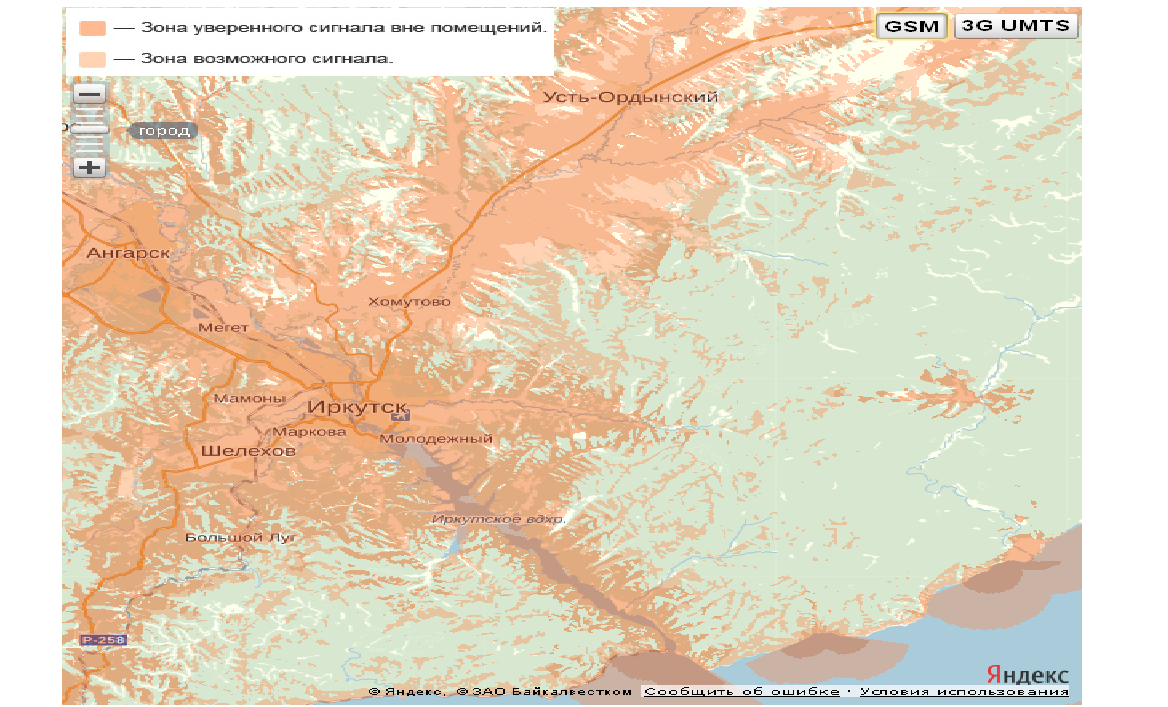 — Зона уверенного сигнала вне помещений.
— Зона возможного сигнала.
GSM
3G UMTS
Усть-Ордынский
город
Ангарск
Хомутово
Мегет
Мамоны
Иркутск
Маркова
Молодежный
Шелехов
Иркутское вдхр.
Большой Луг
Р-258
Яндекс
© Яндекс, © ЗАО Байкалвестком Сообщить об ошибке · Условия использования